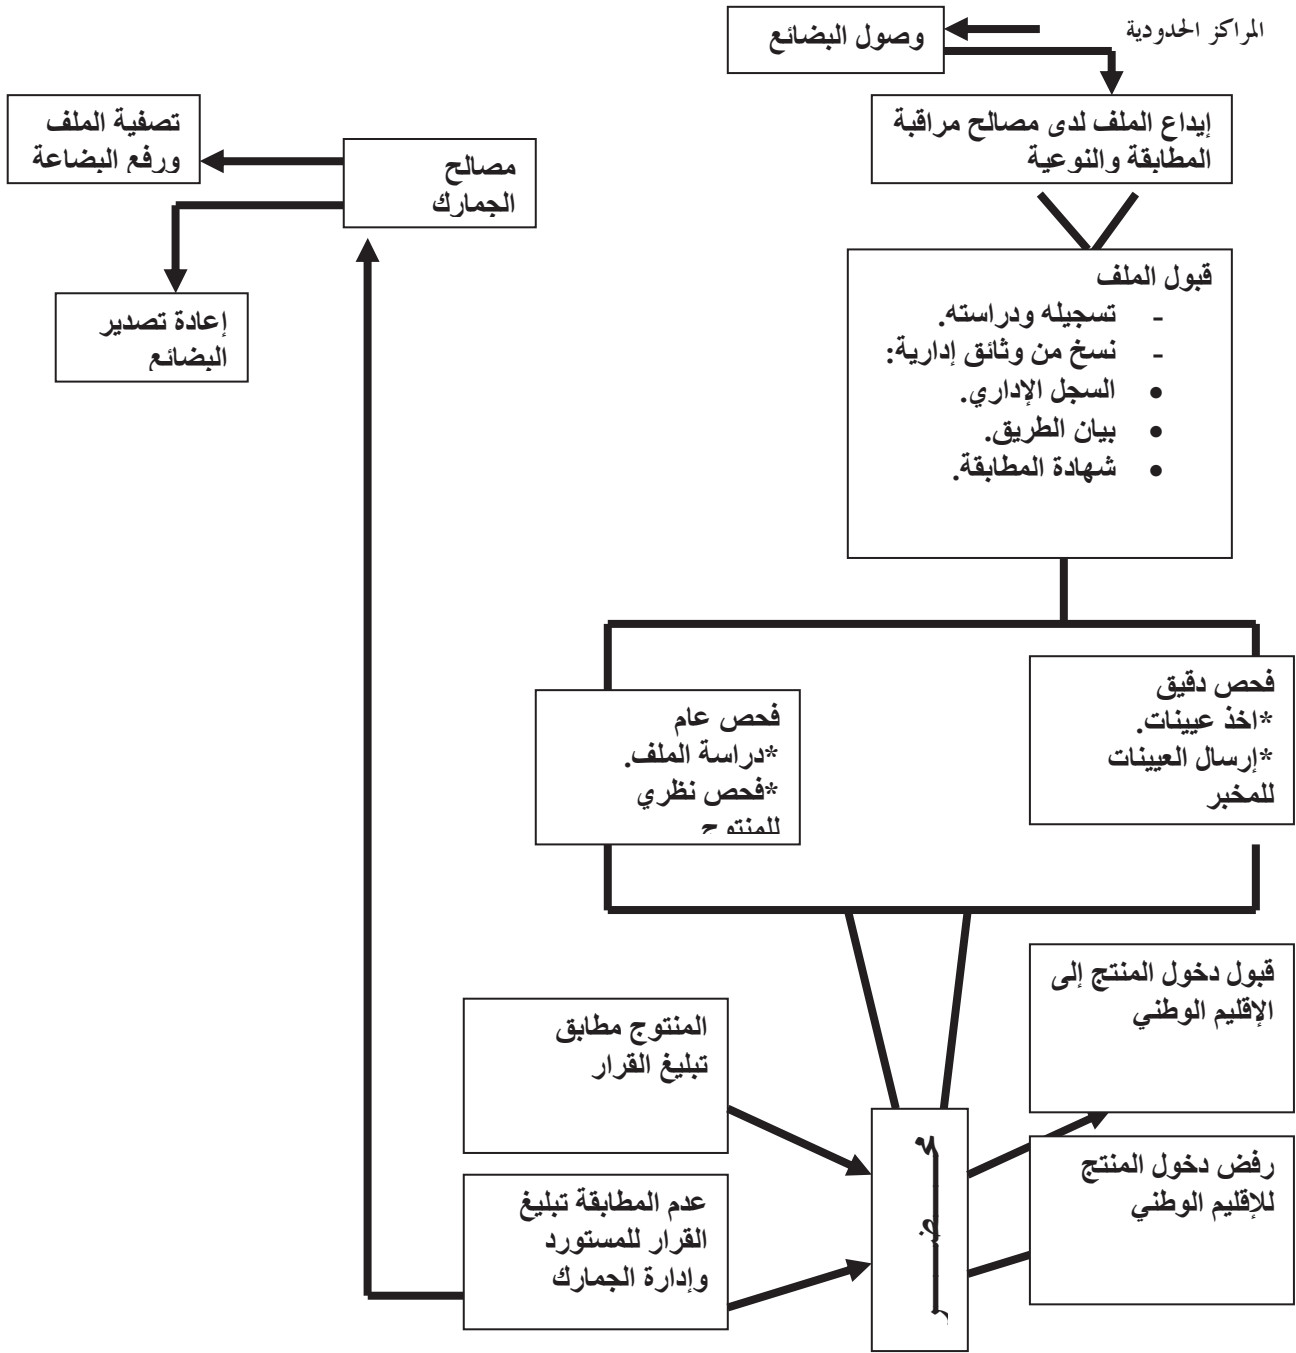 المراكز الحدودية
وصول البضائع
إيداع الملف لدى مصالح مراقبة
المطابقة والنوعية
تصفية الملف
ورفع البضاعة
مصالح
الجمارك
إعادة تصدير
البضائع
قبول الملف
- تسجيله ودراسته.
- نسخ من وثائق إدارية:
• السجل الإداري.
• بيان الطريق.
• شهادة المطابقة.
فحص دقيق
*اخذ عيينات.
*إرسال العيينات
للمخبر
فحص عام
*دراسة الملف.
*فحص نظري
للمنتوج
قبول دخول المنتج إلى
الإقليم الوطني
المنتوج مطابق
تبليغ القرار
رفض دخول المنتج
للإقليم الوطني
عدم المطابقة تبليغ
القرار للمستورد
وإدارة الجمارك